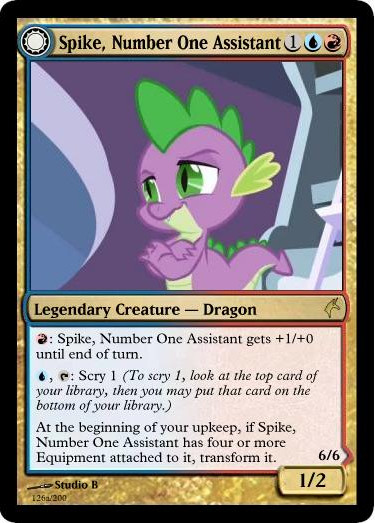 Spike, Number One Assistant 1
Legendary Creature — Dragon
: Spike, Number One Assistant gets +1/+0
until end of turn.
, : Scry 1 (To scry 1, look at the top card of
your library, then you may put that card on the
bottom of your library.)
At the beginning of your upkeep, if Spike,
Number One Assistant has four or more
Equipment attached to it, transform it.
6/6
1/2
Studio B
126a/200